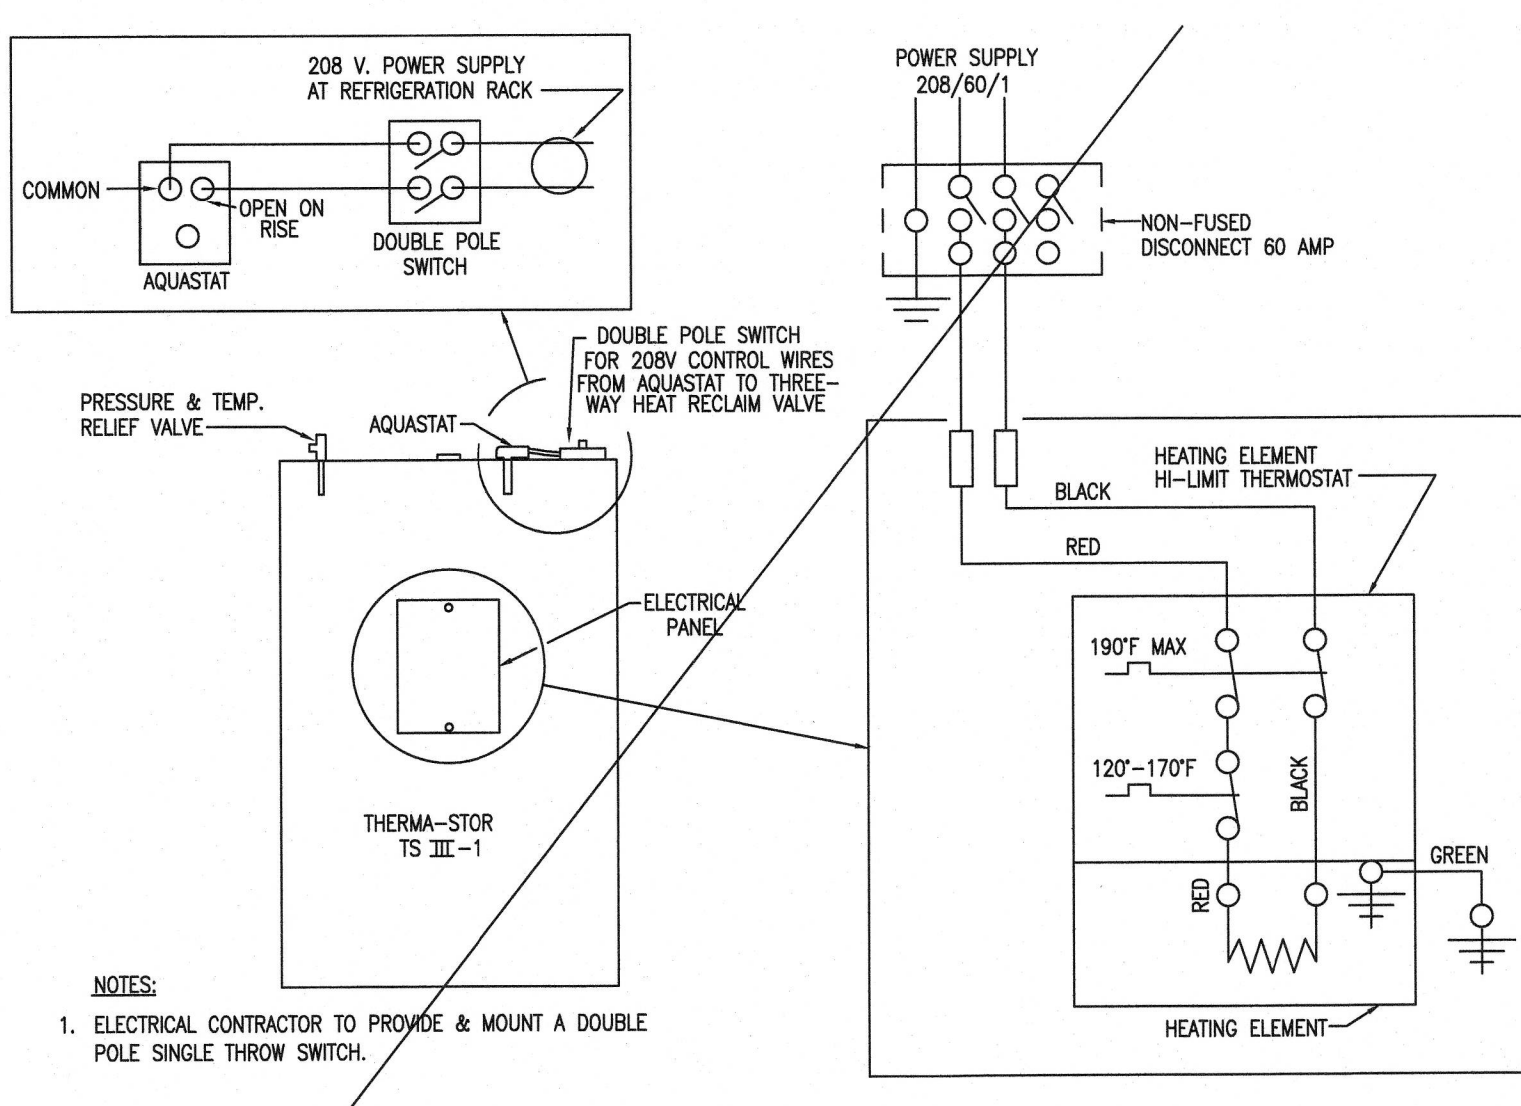 208 V. POWER SUPPLY
AT REFRIGERATION RACK
COMMON
OPEN ON
RISE
AQUASTAT
DOUBLE POLE
SWITCH
POWER SUPPLY
208/60/1
NON-FUSED
DISCONNECT 60 AMP
DOUBLE POLE SWITCH
FOR 208V CONTROL WIRES
FROM AQUASTAT TO THREE-
WAY HEAT RECLAIM VALVE
PRESSURE & TEMP.
RELIEF VALVE
AQUASTAT
HEATING ELEMENT
HI-LIMIT THERMOSTAT
BLACK
RED
ELECTRICAL
PANEL
190°F MAX
120°-170°F
BLACK
THERMA-STOR
TS III-1
GREEN
RED
HEATING ELEMENT
NOTES:
1. ELECTRICAL CONTRACTOR TO PROVIDE & MOUNT A DOUBLE
POLE SINGLE THROW SWITCH.